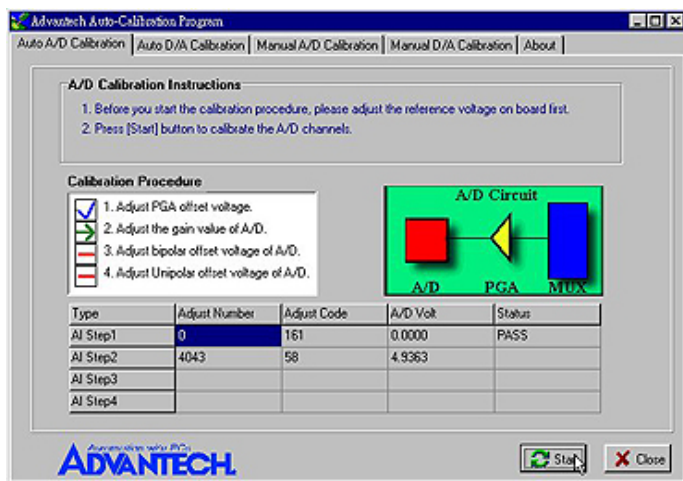 Advantech Auto-Calibration Program
Auto A/D Calibration Auto D/A Calibration Manual A/D Calibration Manual D/A Calibration About
A/D Calibration Instructions
1. Before you start the calibration procedure, please adjust the reference voltage on board first.
2. Press [Start] button to calibrate the A/D channels.
Calibration Procedure
1. Adjust PGA offset voltage.
2. Adjust the gain value of A/D.
3. Adjust bipolar offset voltage of A/D.
4. Adjust Unipolar offset voltage of A/D.
A/D Circuit
A/D PGA MUX
Type Adjust Number Adjust Code A/D Volt Status
AI Step1 0 161 0.0000 PASS
AI Step2 4043 58 4.9363
AI Step3
AI Step4
Automation with PCs
ADVANTECH.
Start Close